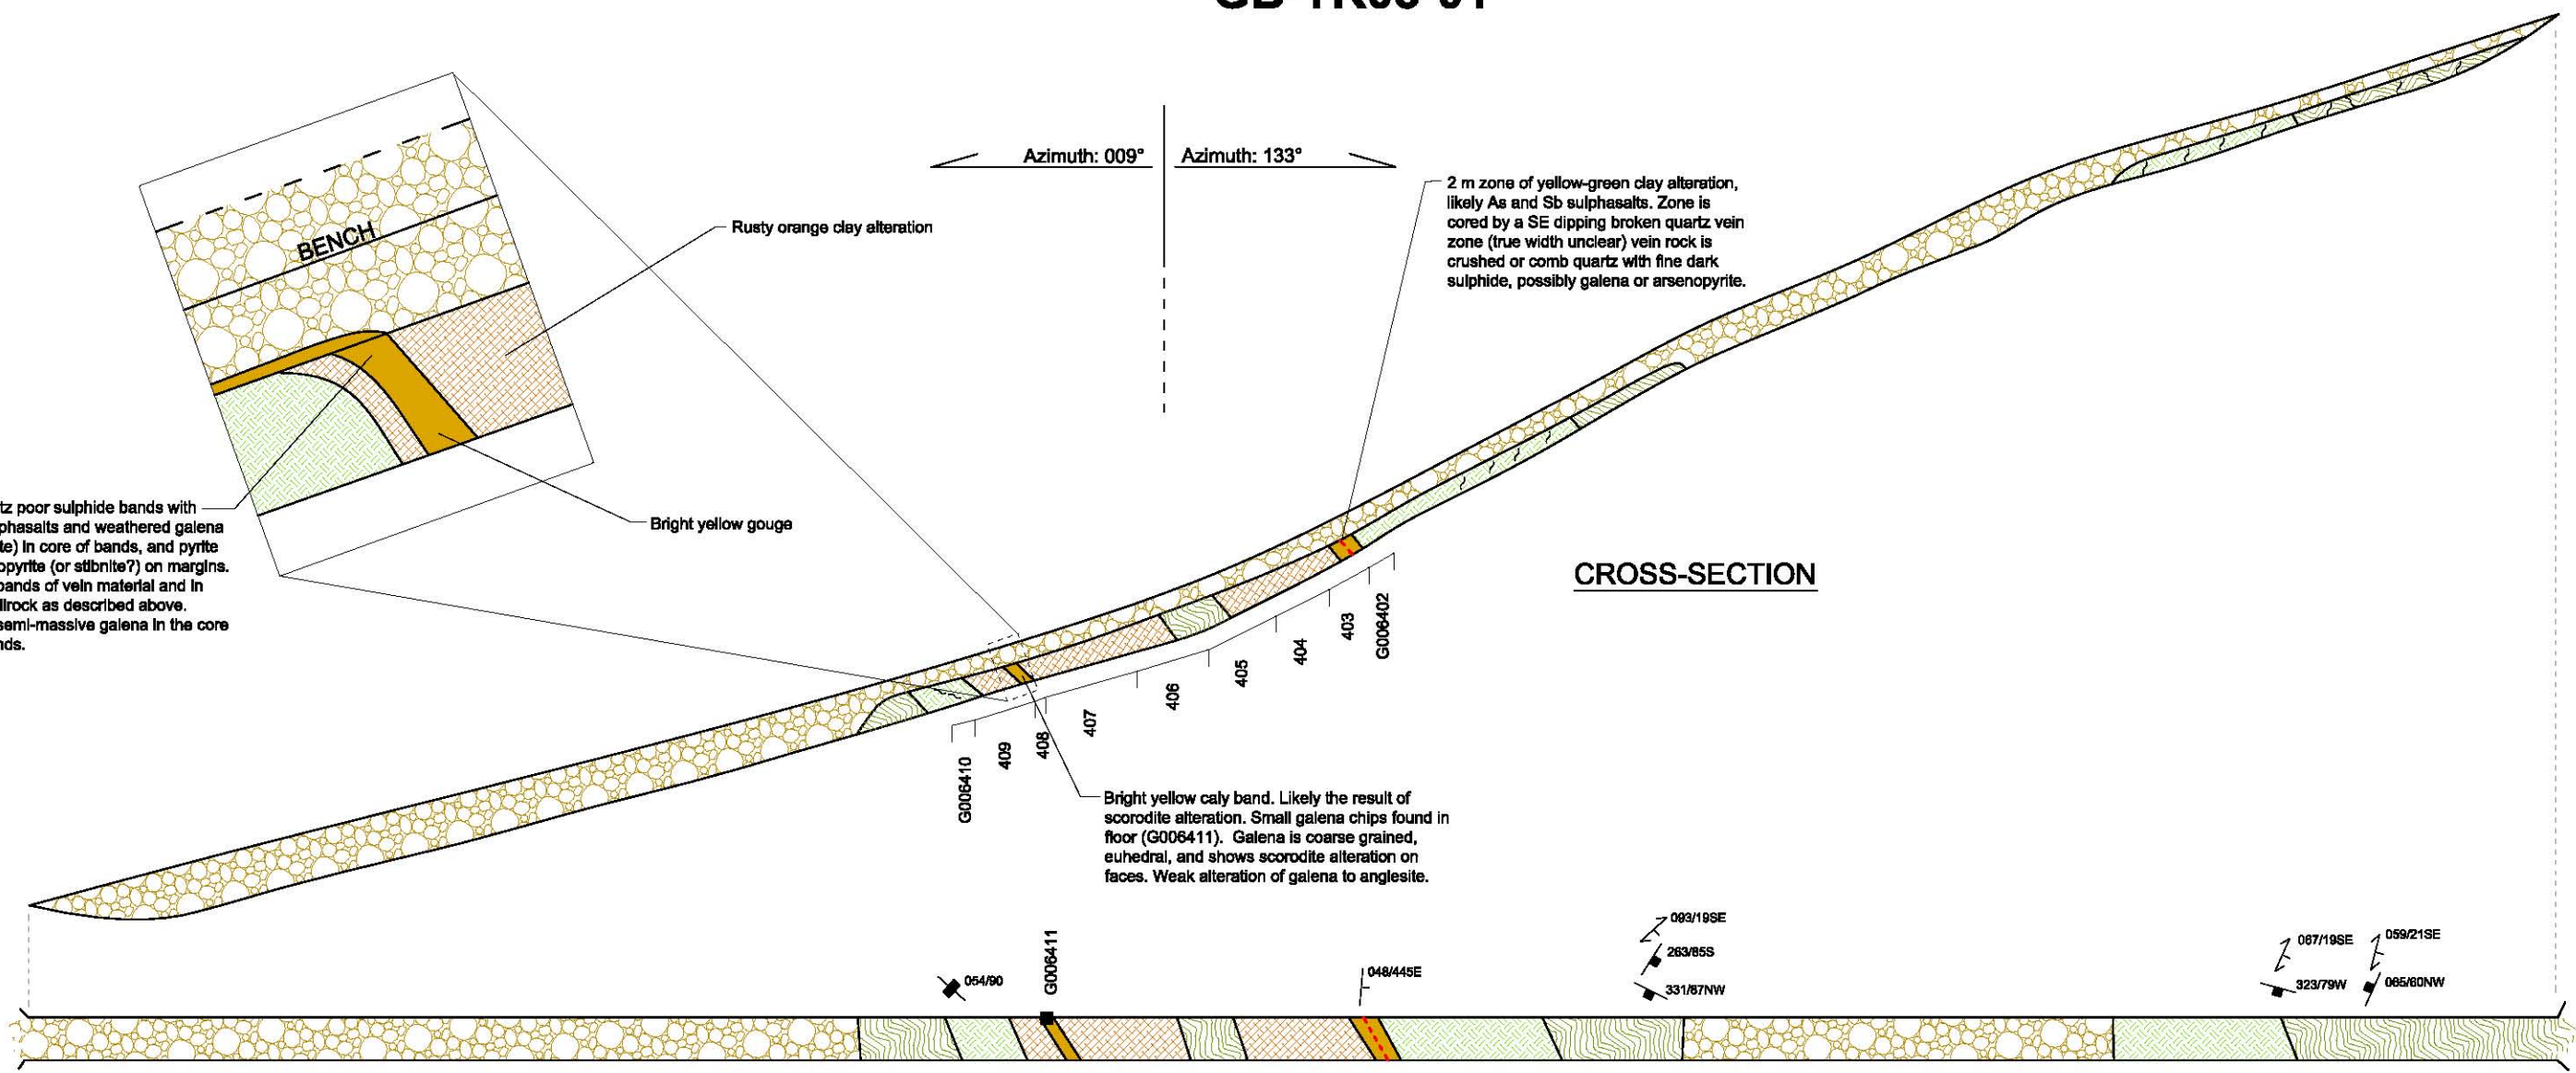 Azimuth: 009°
Azimuth: 133°
2 m zone of yellow-green clay alteration,
likely As and Sb sulphasalts. Zone is
cored by a SE dipping broken quartz vein
zone (true width unclear) vein rock is
crushed or comb quartz with fine dark
sulphide, possibly galena or arsenopyrite.
BENCH
Rusty orange clay alteration
Bright yellow gouge
poor sulphide bands with
and weathered galena
in core of bands, and pyrite
(or stibnite?) on margins.
bands of vein material and in
as described above.
semi-massive galena in the core
CROSS-SECTION
G006402
403
404
405
406
407
408
409
G006410
Bright yellow caly band. Likely the result of
scorodite alteration. Small galena chips found in
floor (G006411). Galena is coarse grained,
euhedral, and shows scorodite alteration on
faces. Weak alteration of galena to anglesite.
G006411
054/90
048/445E
093/19SE
263/85S
331/67NW
067/19SE
059/21SE
323/79W
065/60NW